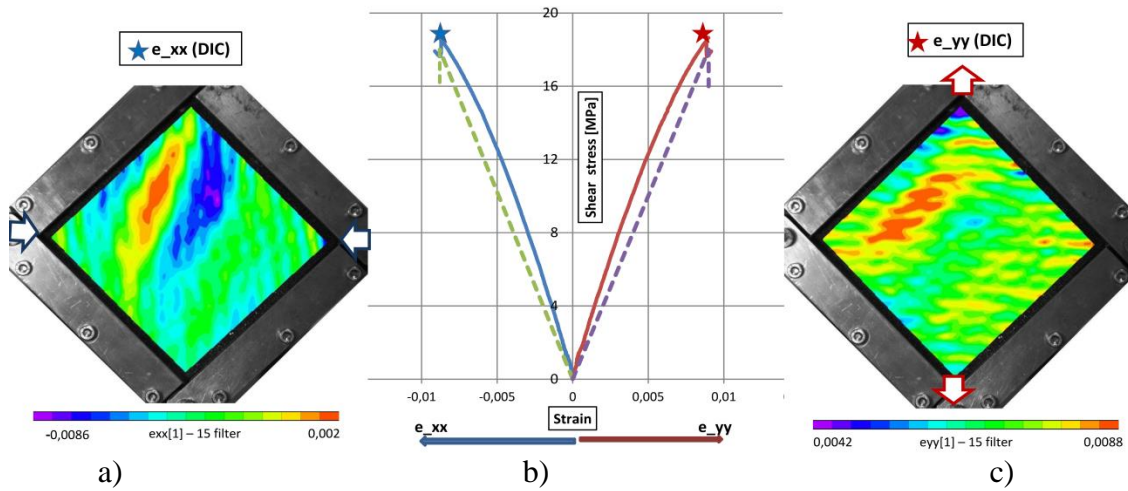 ★ e_xx (DIC)
-0,0086
exx[1] – 15 filter
0,002
a)
20
16
12
8
4
0
Shear stress [MPa]
-0,01
-0,005
0
0,005
0,01
Strain
e_xx
e_yy
b)
★ e_yy (DIC)
0,0042
eyy[1] – 15 filter
0,0088
c)